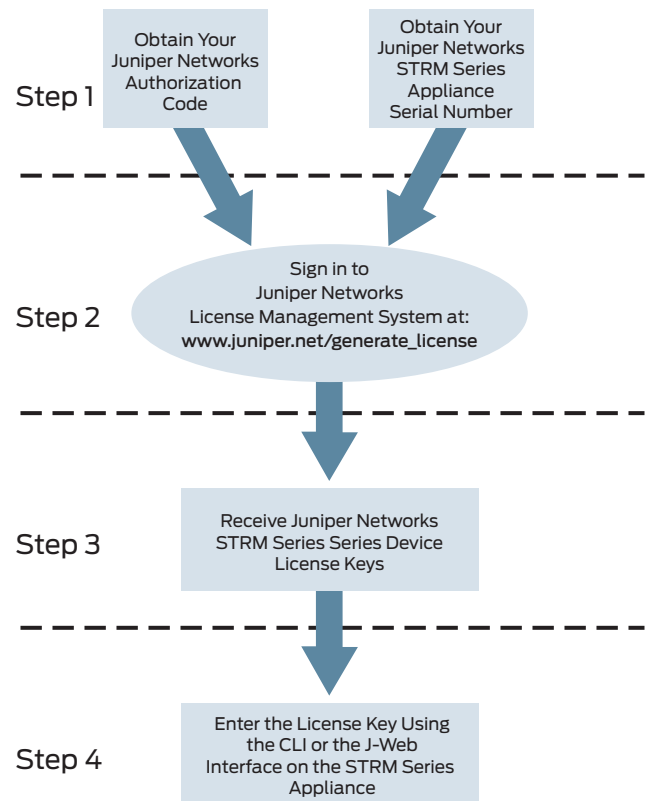 Step 1
Obtain Your
Juniper Networks
Authorization
Code
Obtain Your
Juniper Networks
STRM Series
Appliance
Serial Number
Step 2
Sign in to
Juniper Networks
License Management System at:
www.juniper.net/generate_license
Step 3
Receive Juniper Networks
STRM Series Series Device
License Keys
Step 4
Enter the License Key Using
the CLI or the J-Web
Interface on the STRM Series
Appliance